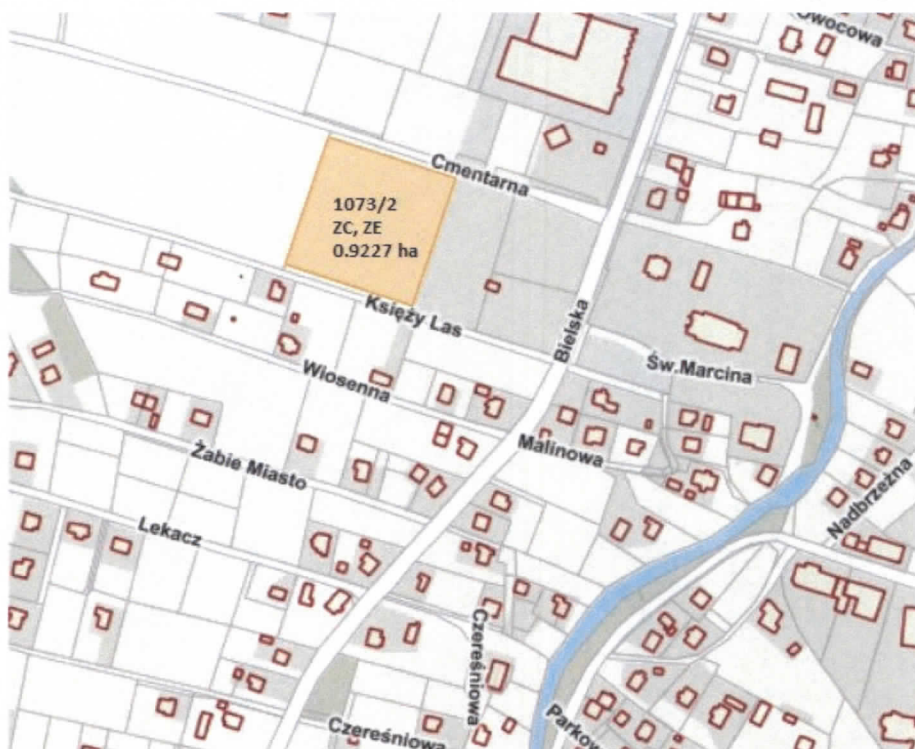 Owocowa
Cmentarna
1073/2
ZC, ZE
0.9227 ha
Księży Las
Bielska
Św.Marcina
Wiosenna
Malinowa
Żabie Miasto
Nadbrzeżna
Lekacz
Czereśniowa
Czereśniowa
Parkow